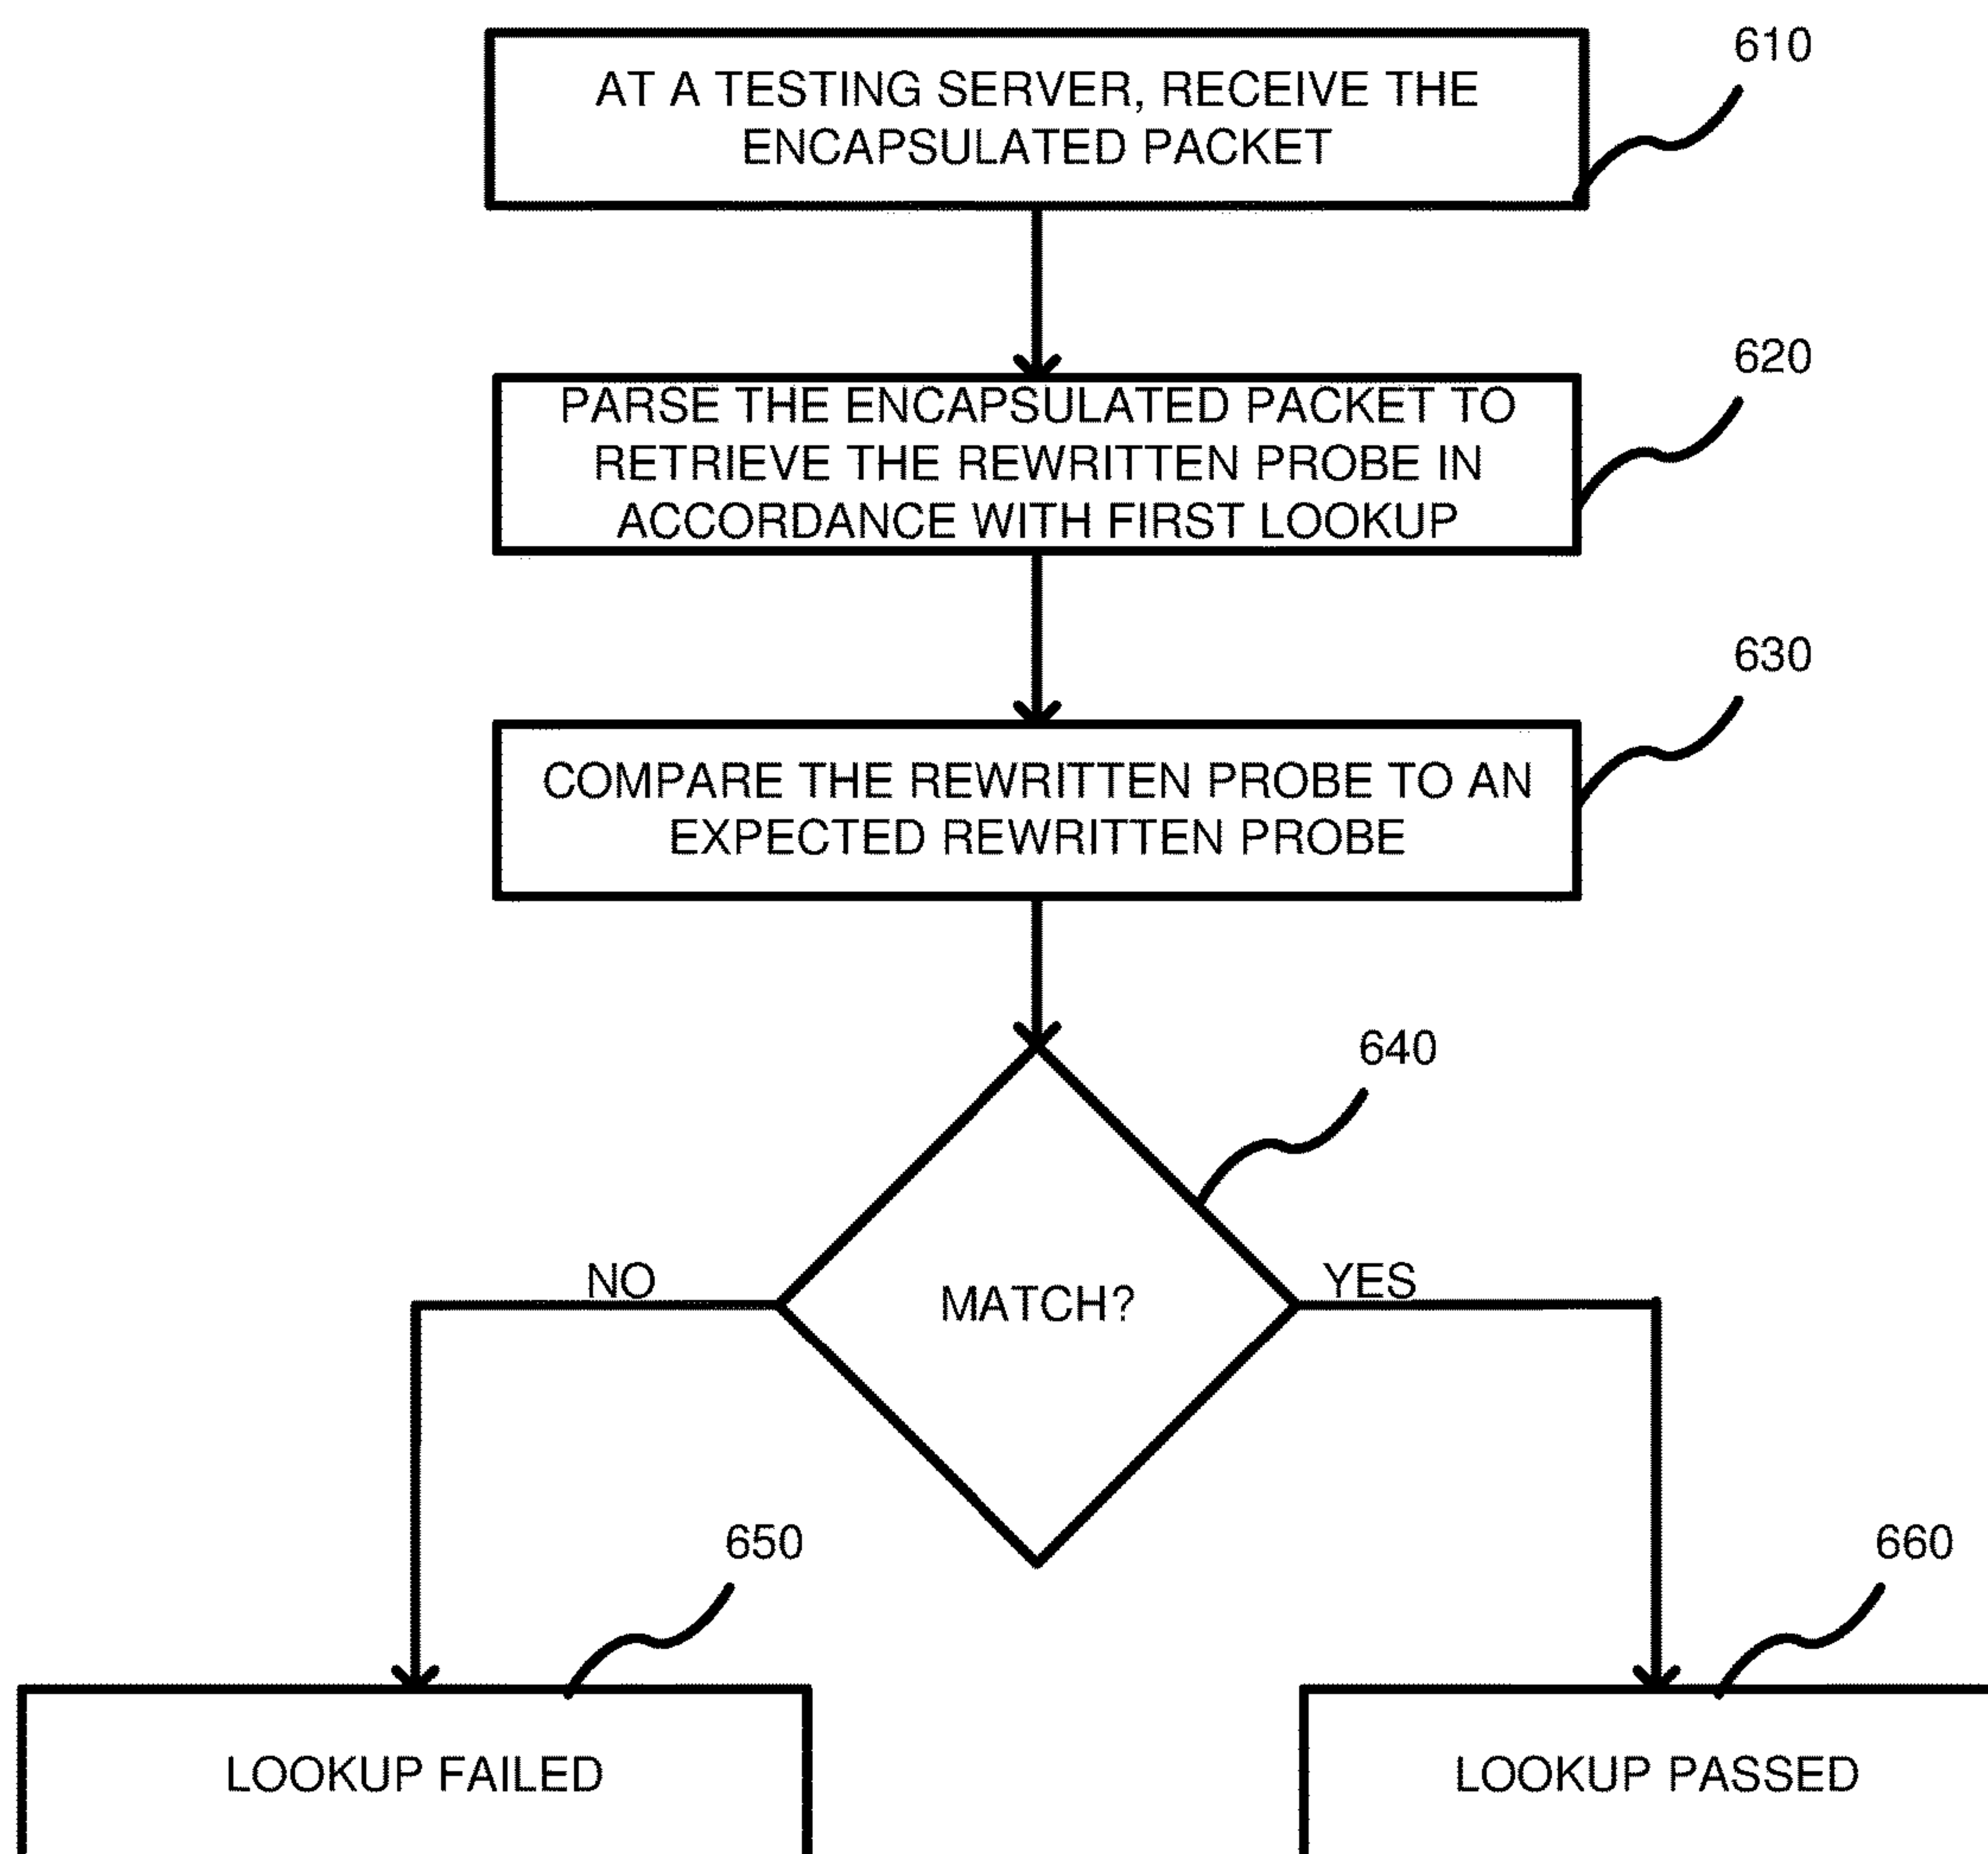 610
AT A TESTING SERVER, RECEIVE THE
ENCAPSULATED PACKET
620
PARSE THE ENCAPSULATED PACKET TO
RETRIEVE THE REWRITTEN PROBE IN
ACCORDANCE WITH FIRST LOOKUP
630
COMPARE THE REWRITTEN PROBE TO AN
EXPECTED REWRITTEN PROBE
640
NO
YES
MATCH?
650
660
LOOKUP FAILED
LOOKUP PASSED